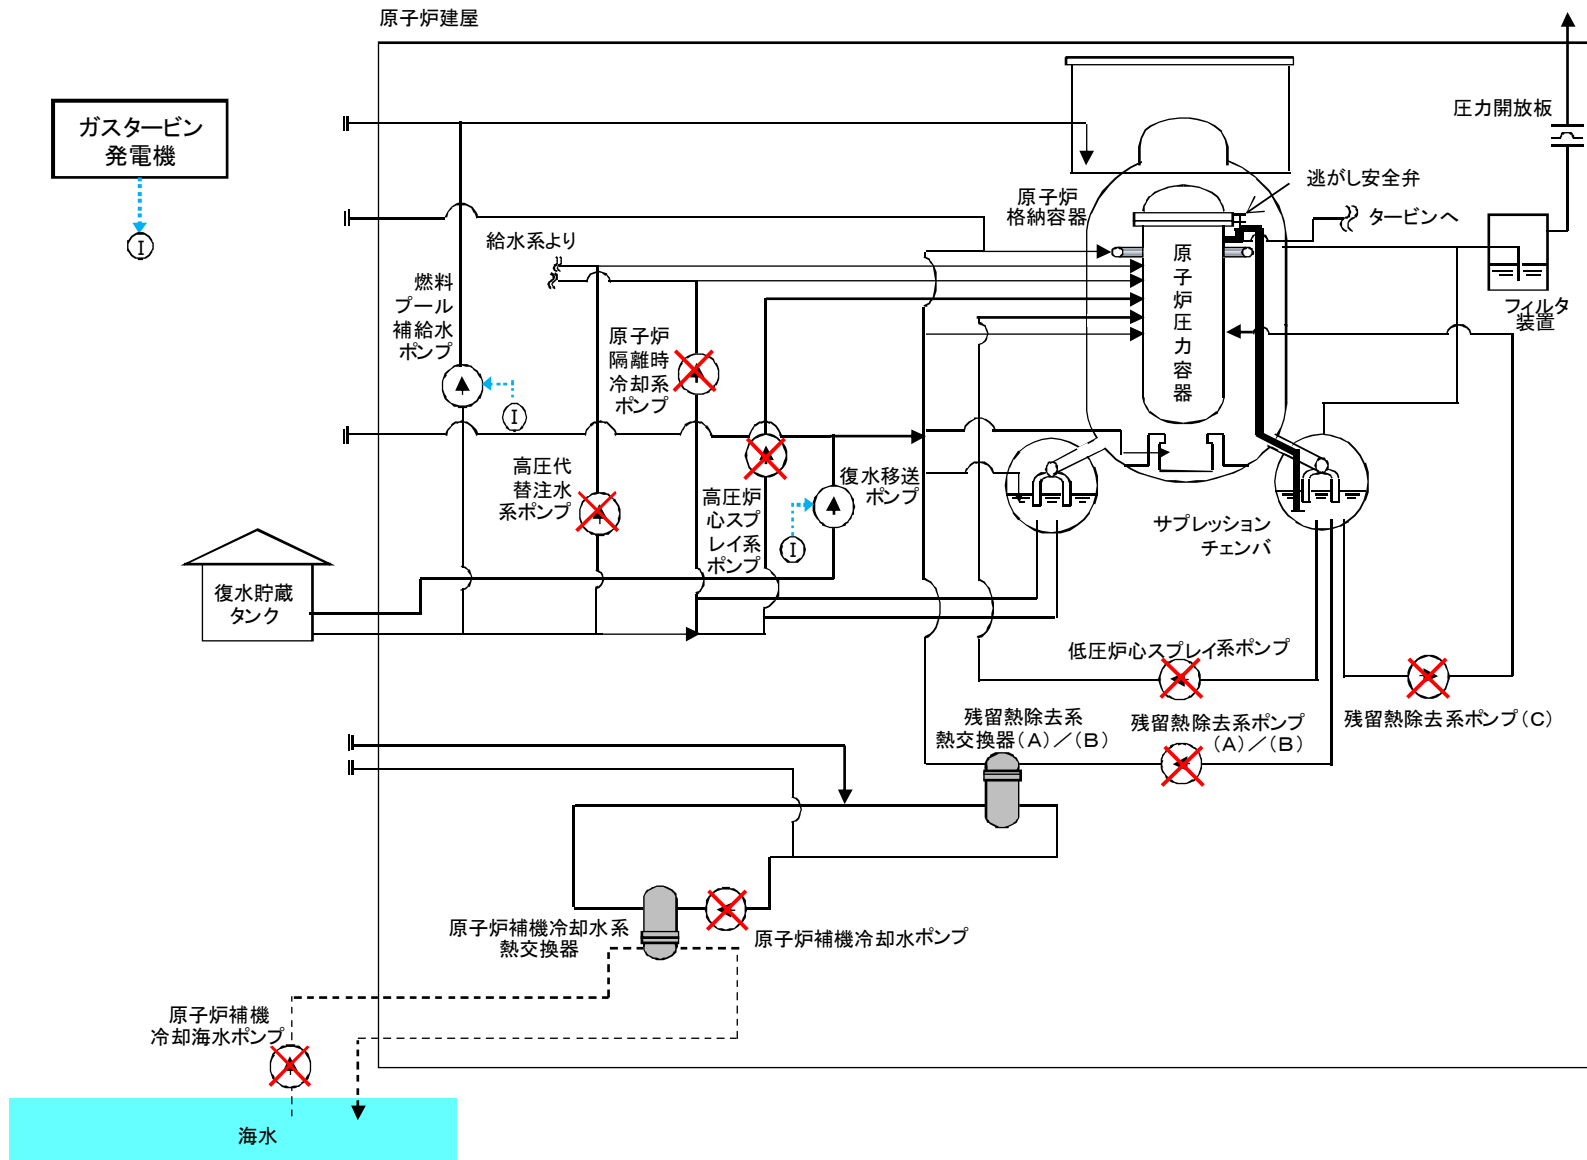 原子炉建屋
ガスタービン
発電機
I
圧力開放板
逃がし安全弁
原子炉
格納容器
タービンへ
給水系より
燃料
プール
補給水
ポンプ
原子炉
隔離時
冷却系
ポンプ
原子炉圧力容器
フィルタ
装置
I
高圧代
替注水
系ポンプ
高圧炉
心スプ
レイ系
ポンプ
復水移送
ポンプ
I
サプレッション
チェンバ
復水貯蔵
タンク
低圧炉心スプレイ系ポンプ
残留熱除去系
熱交換器(A)/(B)
残留熱除去系ポンプ
(A)/(B)
残留熱除去系ポンプ(C)
原子炉補機冷却水系
熱交換器
原子炉補機冷却水ポンプ
原子炉補機
冷却海水ポンプ
海水